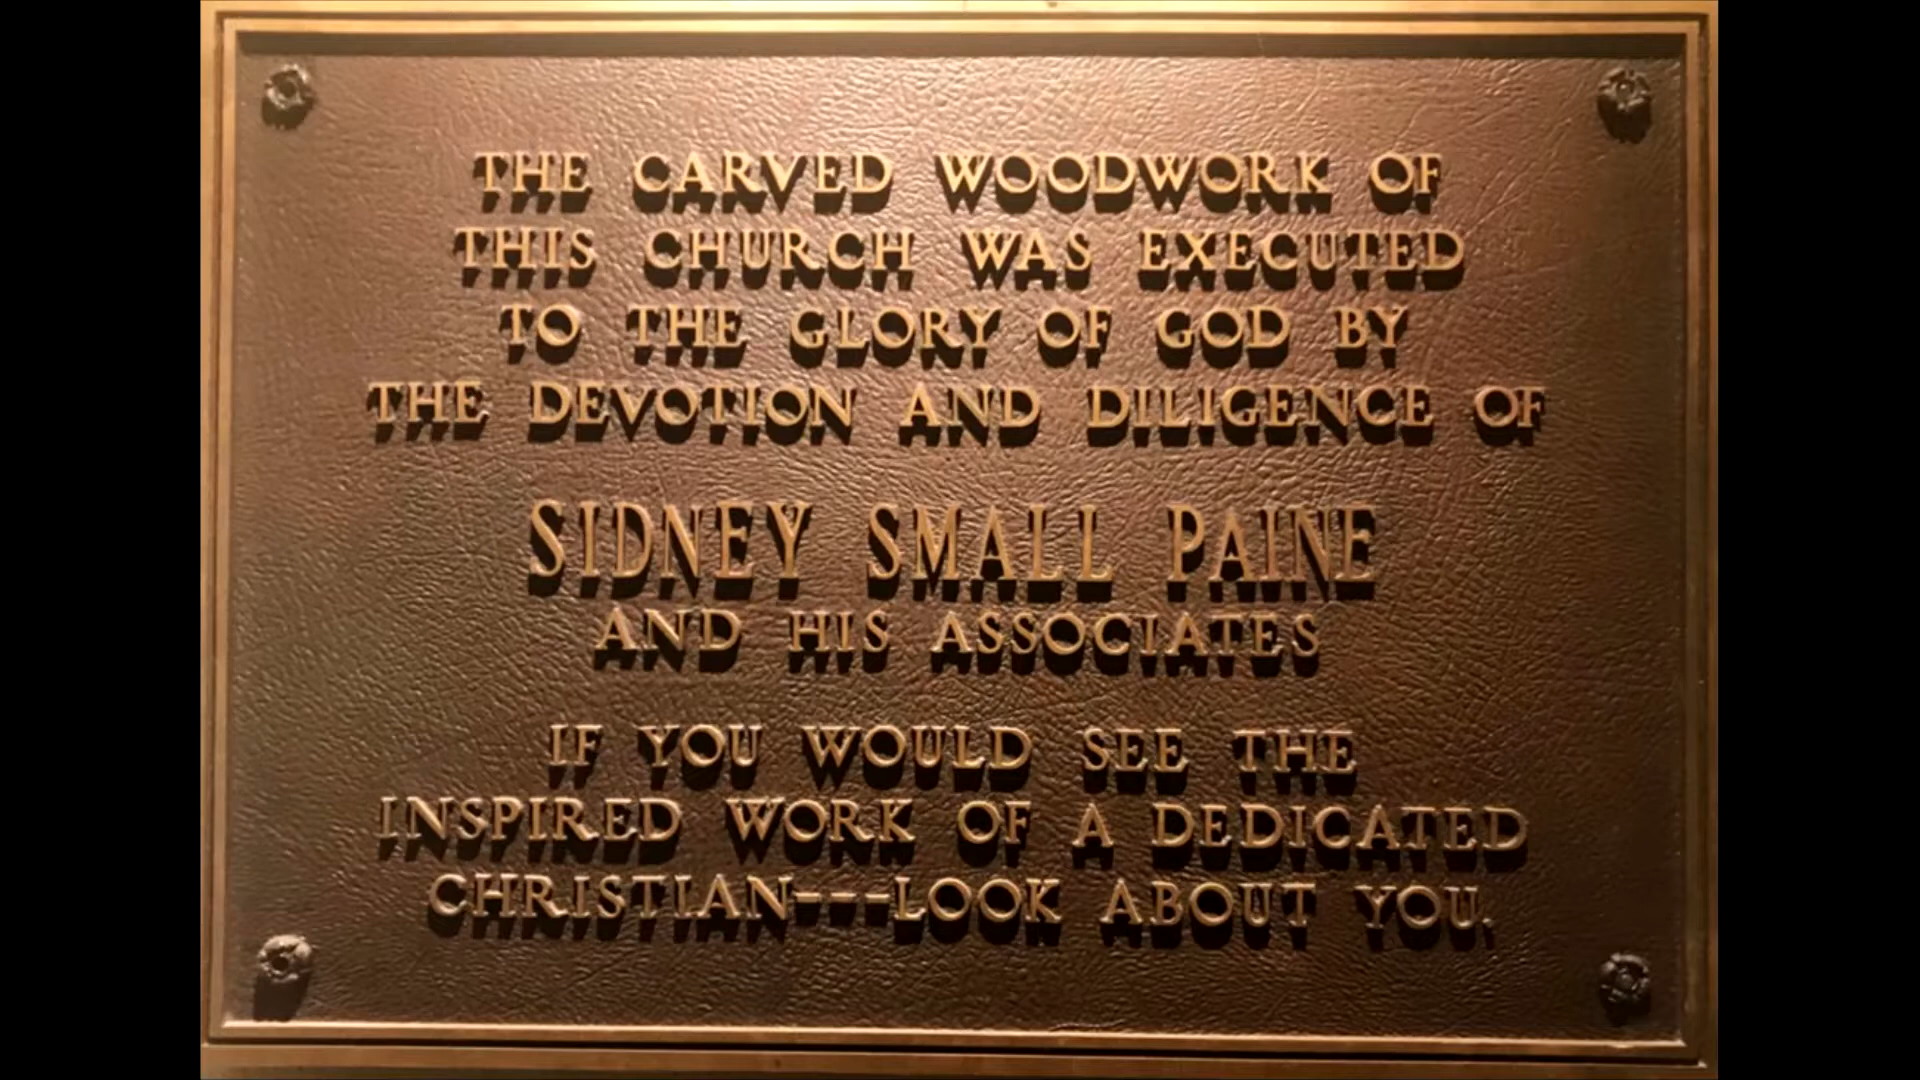 THE CARVED WOODWORK OF
THIS CHURCH WAS EXECUTED
TO THE GLORY OF GOD BY
THE DEVOTION AND DILIGENCE OF
SIDNEY SMALL PAINE
AND HIS ASSOCIATES
IF YOU WOULD SEE THE
INSPIRED WORK OF A DEDICATED
CHRISTIAN---LOOK ABOUT YOU.